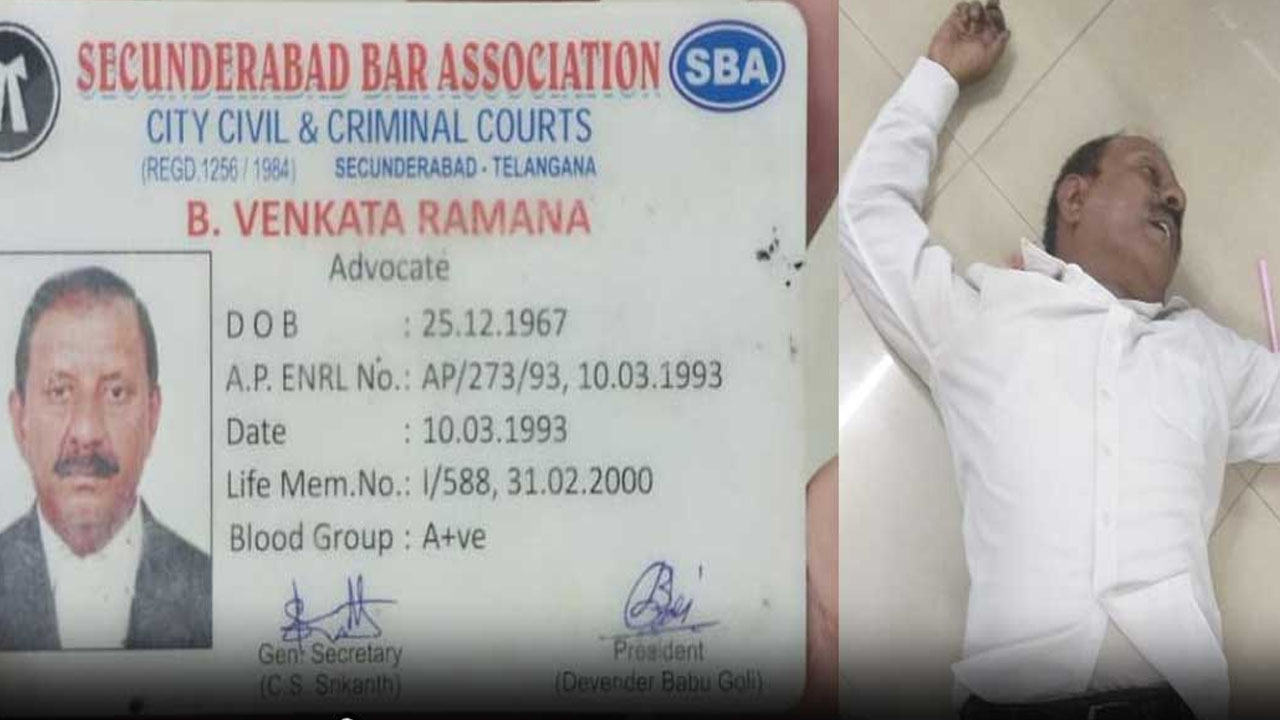 SECUNDERABAD BAR ASSOCIATION SBA
CITY CIVIL & CRIMINAL COURTS
(REGD.1256 / 1984) SECUNDERABAD - TELANGANA
B. VENKATA RAMANA
Advocate
D O B : 25.12.1967
A.P. ENRL No.: AP/273/93, 10.03.1993
Date : 10.03.1993
Life Mem.No.: I/588, 31.02.2000
Blood Group : A+ve
Gen. Secretary President
(C.S. Srikanth) (Devender Babu Goli)